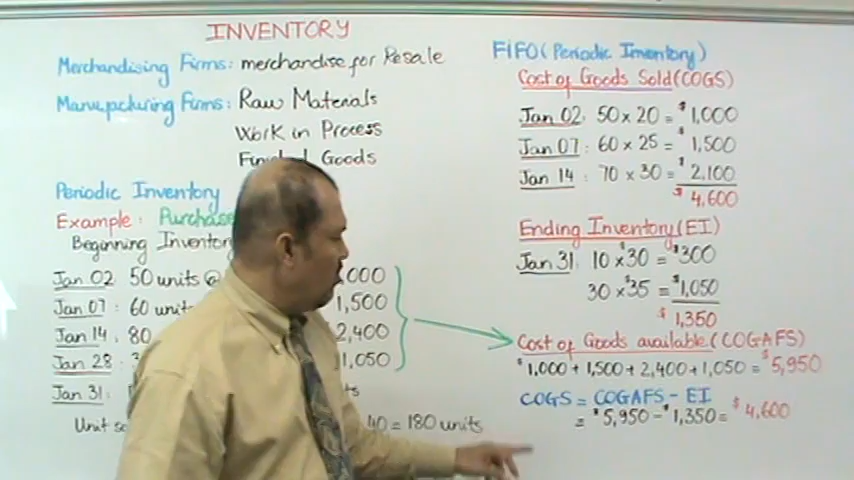 INVENTORY
Merchandising Firms: merchandise for Resale
Manufacturing Firms: Raw Materials
Work in Process
Goods
Periodic Inventory
Example: Purchase
Beginning Inventory
Jan 02 50 units @ ,000
Jan 07: 60 units 1,500
Jan 14: 80 2,400
Jan 28: 1,050
Jan 31:
Unit 40 = 180 units
FIFO (Periodic Inventory)
Cost of Goods Sold (COGS)
Jan 02: 50 x 20 = $1,000
Jan 07: 60 x 25 = $1,500
Jan 14: 70 x 30 = $2,100
$4,600
Ending Inventory (EI)
Jan 31: 10 x $30 = $300
30 x $35 = $1,050
$1,350
Cost of Goods available (COGAFS)
$1,000 + 1,500 + 2,400 + 1,050 = $5,950
COGS = COGAFS - EI
= $5,950 - $1,350 = $4,600